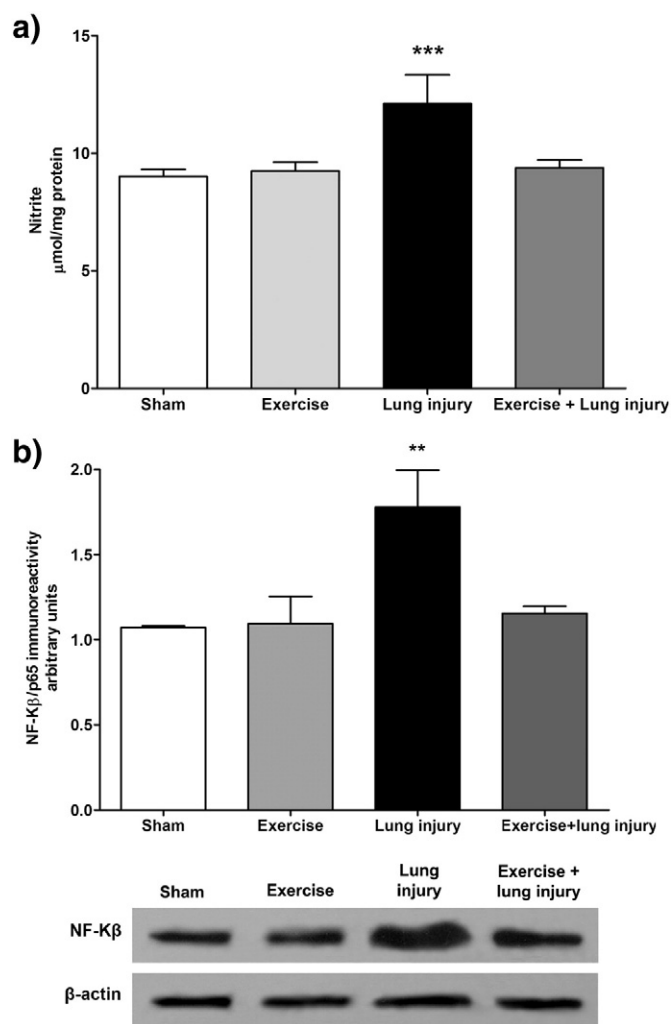 a)
15
10
5
0
Nitrite
μmol/mg protein
***
Sham Exercise Lung injury Exercise + Lung injury
b)
2.0
1.5
1.0
0.5
0.0
NF-Kβ/p65 immunoreactivity
arbitrary units
**
Sham Exercise Lung injury Exercise+lung injury
Sham Exercise Lung injury Exercise + lung injury
NF-Kβ
β-actin